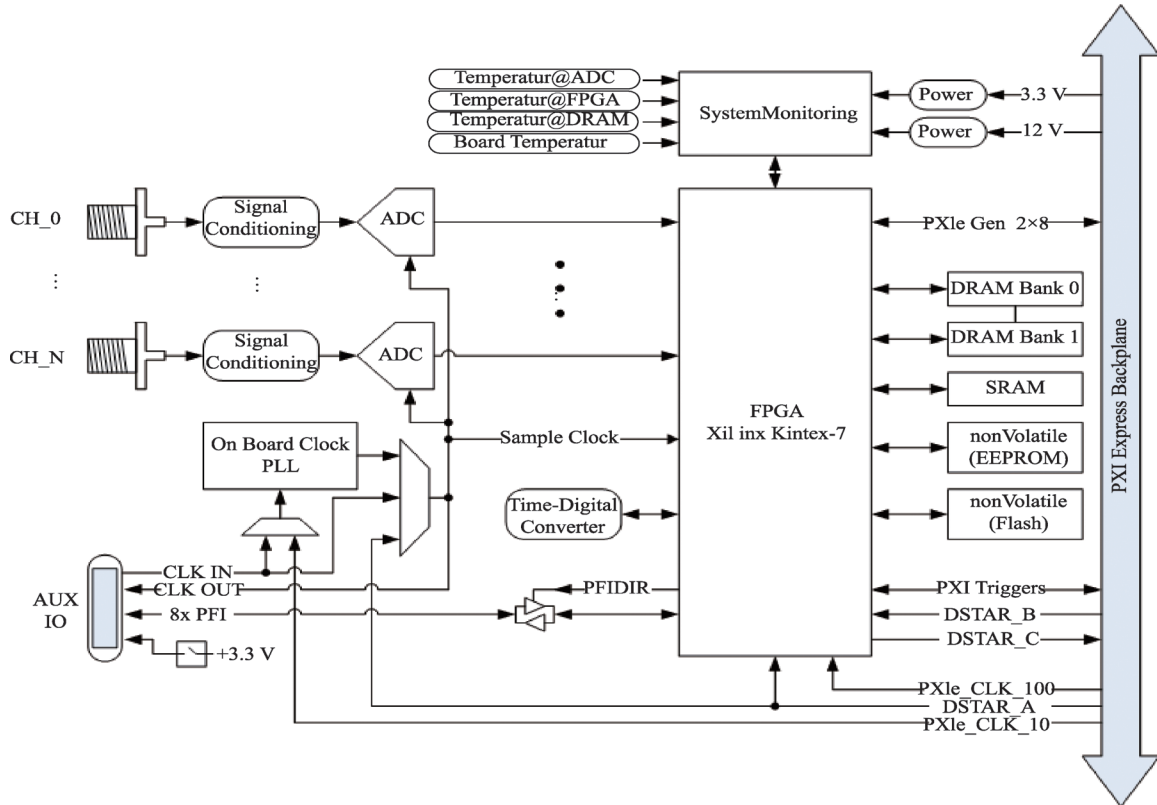 Temperatur@ADC
Temperatur@FPGA
Temperatur@DRAM
Board Temperatur
SystemMonitoring
Power
3.3 V
Power
12 V
CH_0
Signal
Conditioning
ADC
PXle Gen 2×8
...
...
DRAM Bank 0
DRAM Bank 1
CH_N
Signal
Conditioning
ADC
SRAM
FPGA
Xil inx Kintex-7
On Board Clock
PLL
Sample Clock
nonVolatile
(EEPROM)
Time-Digital
Converter
nonVolatile
(Flash)
PXI Express Backplane
AUX
IO
CLK IN
CLK OUT
8x PFI
+3.3 V
PFIDIR
PXI Triggers
DSTAR_B
DSTAR_C
PXle_CLK_100
DSTAR_A
PXle_CLK_10